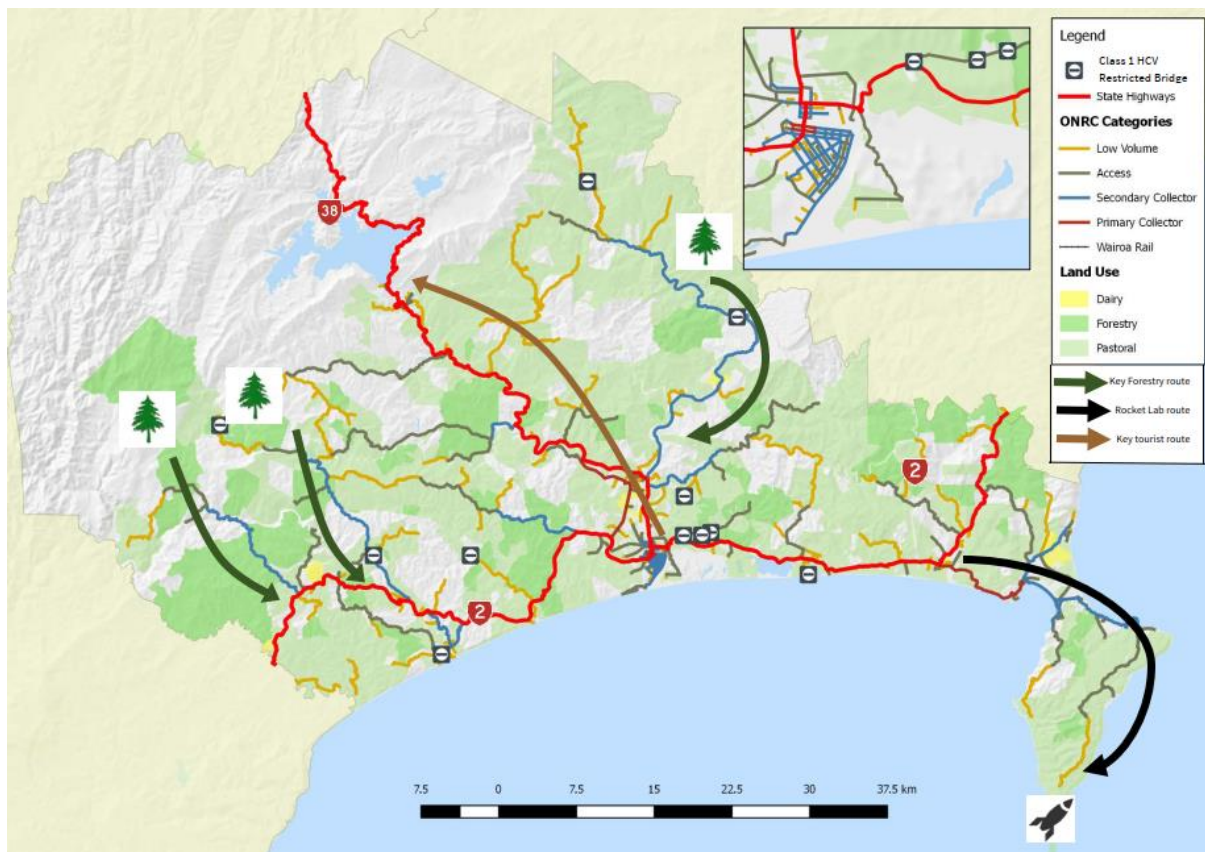 Legend
Class 1 HCV
Restricted Bridge
State Highways
ONRC Categories
Low Volume
Access
Secondary Collector
Primary Collector
Wairoa Rail
Land Use
Dairy
Forestry
Pastoral
Key Forestry route
Rocket Lab route
Key tourist route
38
2
2
7.5 0 7.5 15 22.5 30 37.5 km